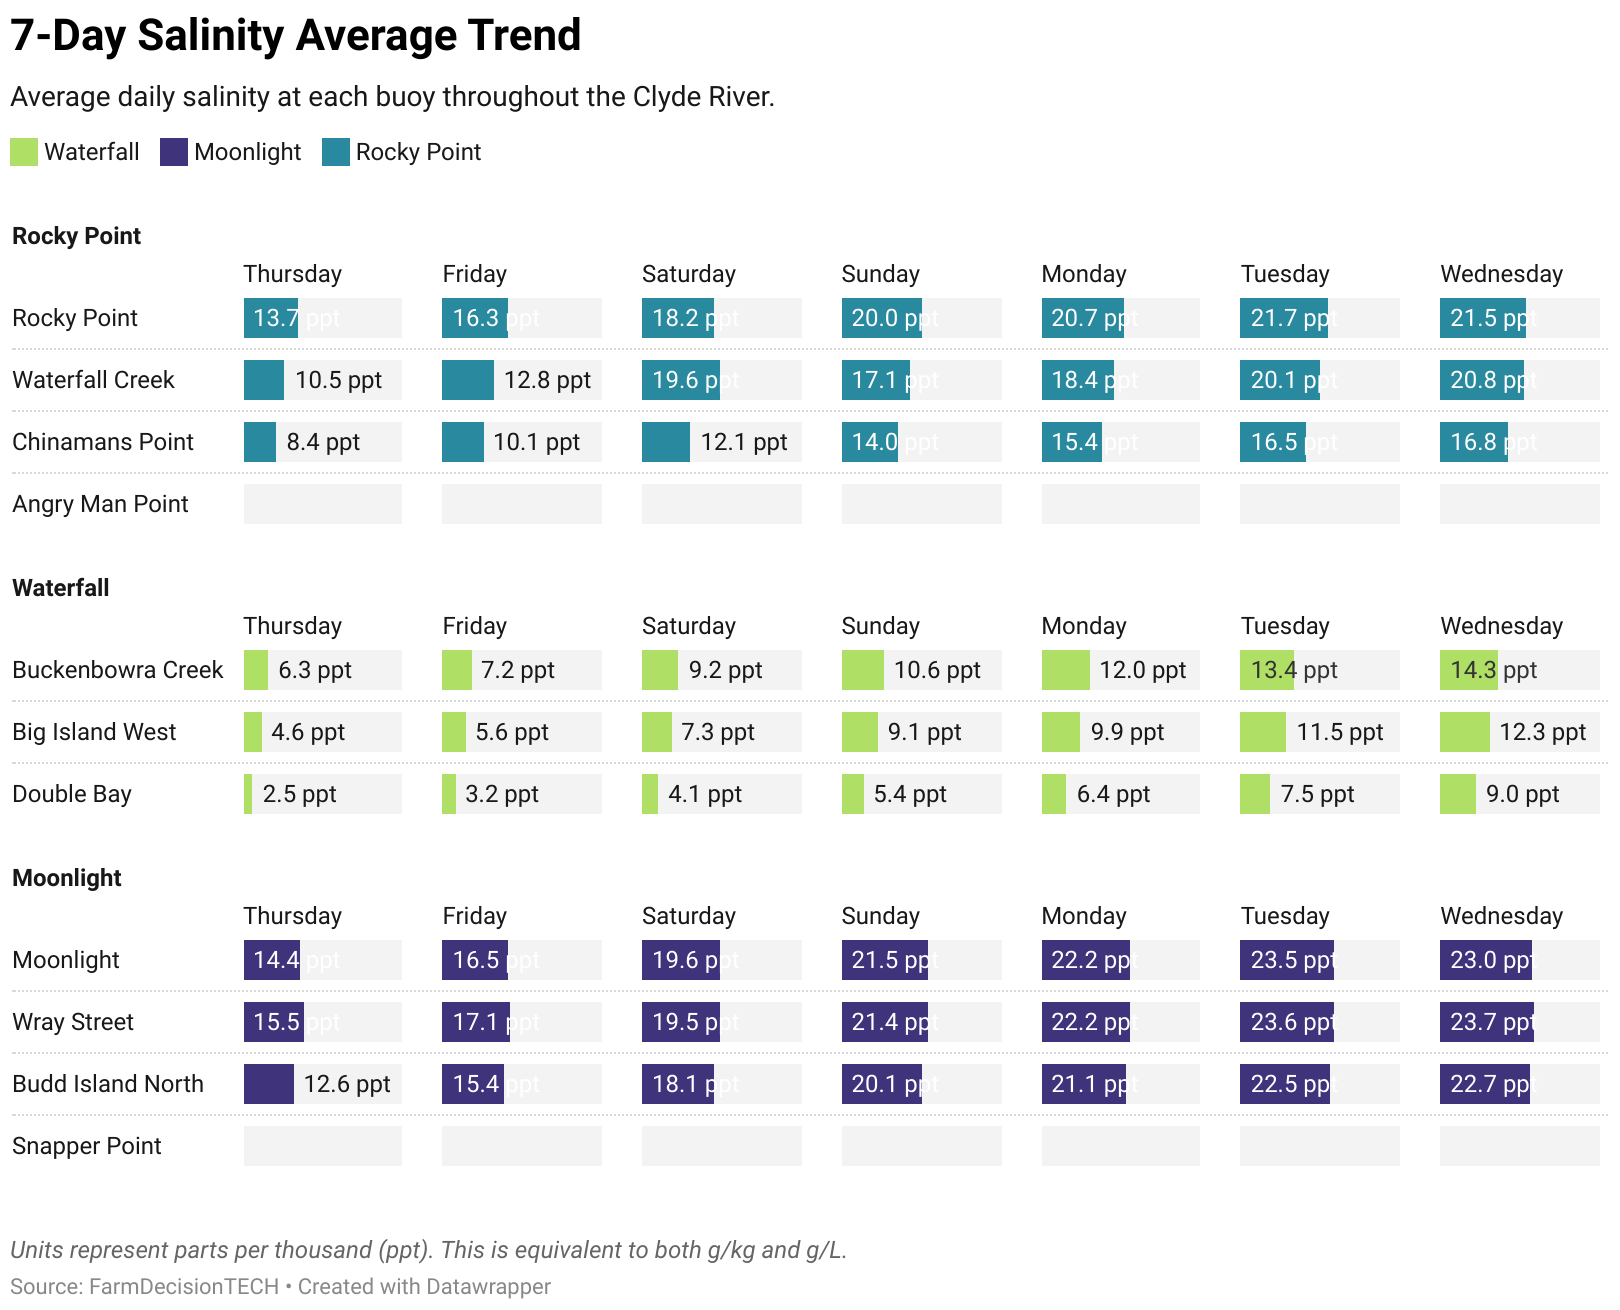 7-Day Salinity Average Trend
Average daily salinity at each buoy throughout the Clyde River.
Waterfall Moonlight Rocky Point
Rocky Point
Thursday Friday Saturday Sunday Monday Tuesday Wednesday
Rocky Point 13.7 ppt 16.3 ppt 18.2 ppt 20.0 ppt 20.7 ppt 21.7 ppt 21.5 ppt
Waterfall Creek 10.5 ppt 12.8 ppt 19.6 ppt 17.1 ppt 18.4 ppt 20.1 ppt 20.8 ppt
Chinamans Point 8.4 ppt 10.1 ppt 12.1 ppt 14.0 ppt 15.4 ppt 16.5 ppt 16.8 ppt
Angry Man Point
Waterfall
Thursday Friday Saturday Sunday Monday Tuesday Wednesday
Buckenbowra Creek 6.3 ppt 7.2 ppt 9.2 ppt 10.6 ppt 12.0 ppt 13.4 ppt 14.3 ppt
Big Island West 4.6 ppt 5.6 ppt 7.3 ppt 9.1 ppt 9.9 ppt 11.5 ppt 12.3 ppt
Double Bay 2.5 ppt 3.2 ppt 4.1 ppt 5.4 ppt 6.4 ppt 7.5 ppt 9.0 ppt
Moonlight
Thursday Friday Saturday Sunday Monday Tuesday Wednesday
Moonlight 14.4 ppt 16.5 ppt 19.6 ppt 21.5 ppt 22.2 ppt 23.5 ppt 23.0 ppt
Wray Street 15.5 ppt 17.1 ppt 19.5 ppt 21.4 ppt 22.2 ppt 23.6 ppt 23.7 ppt
Budd Island North 12.6 ppt 15.4 ppt 18.1 ppt 20.1 ppt 21.1 ppt 22.5 ppt 22.7 ppt
Snapper Point
Units represent parts per thousand (ppt). This is equivalent to both g/kg and g/L.
Source: FarmDecisionTECH • Created with Datawrapper